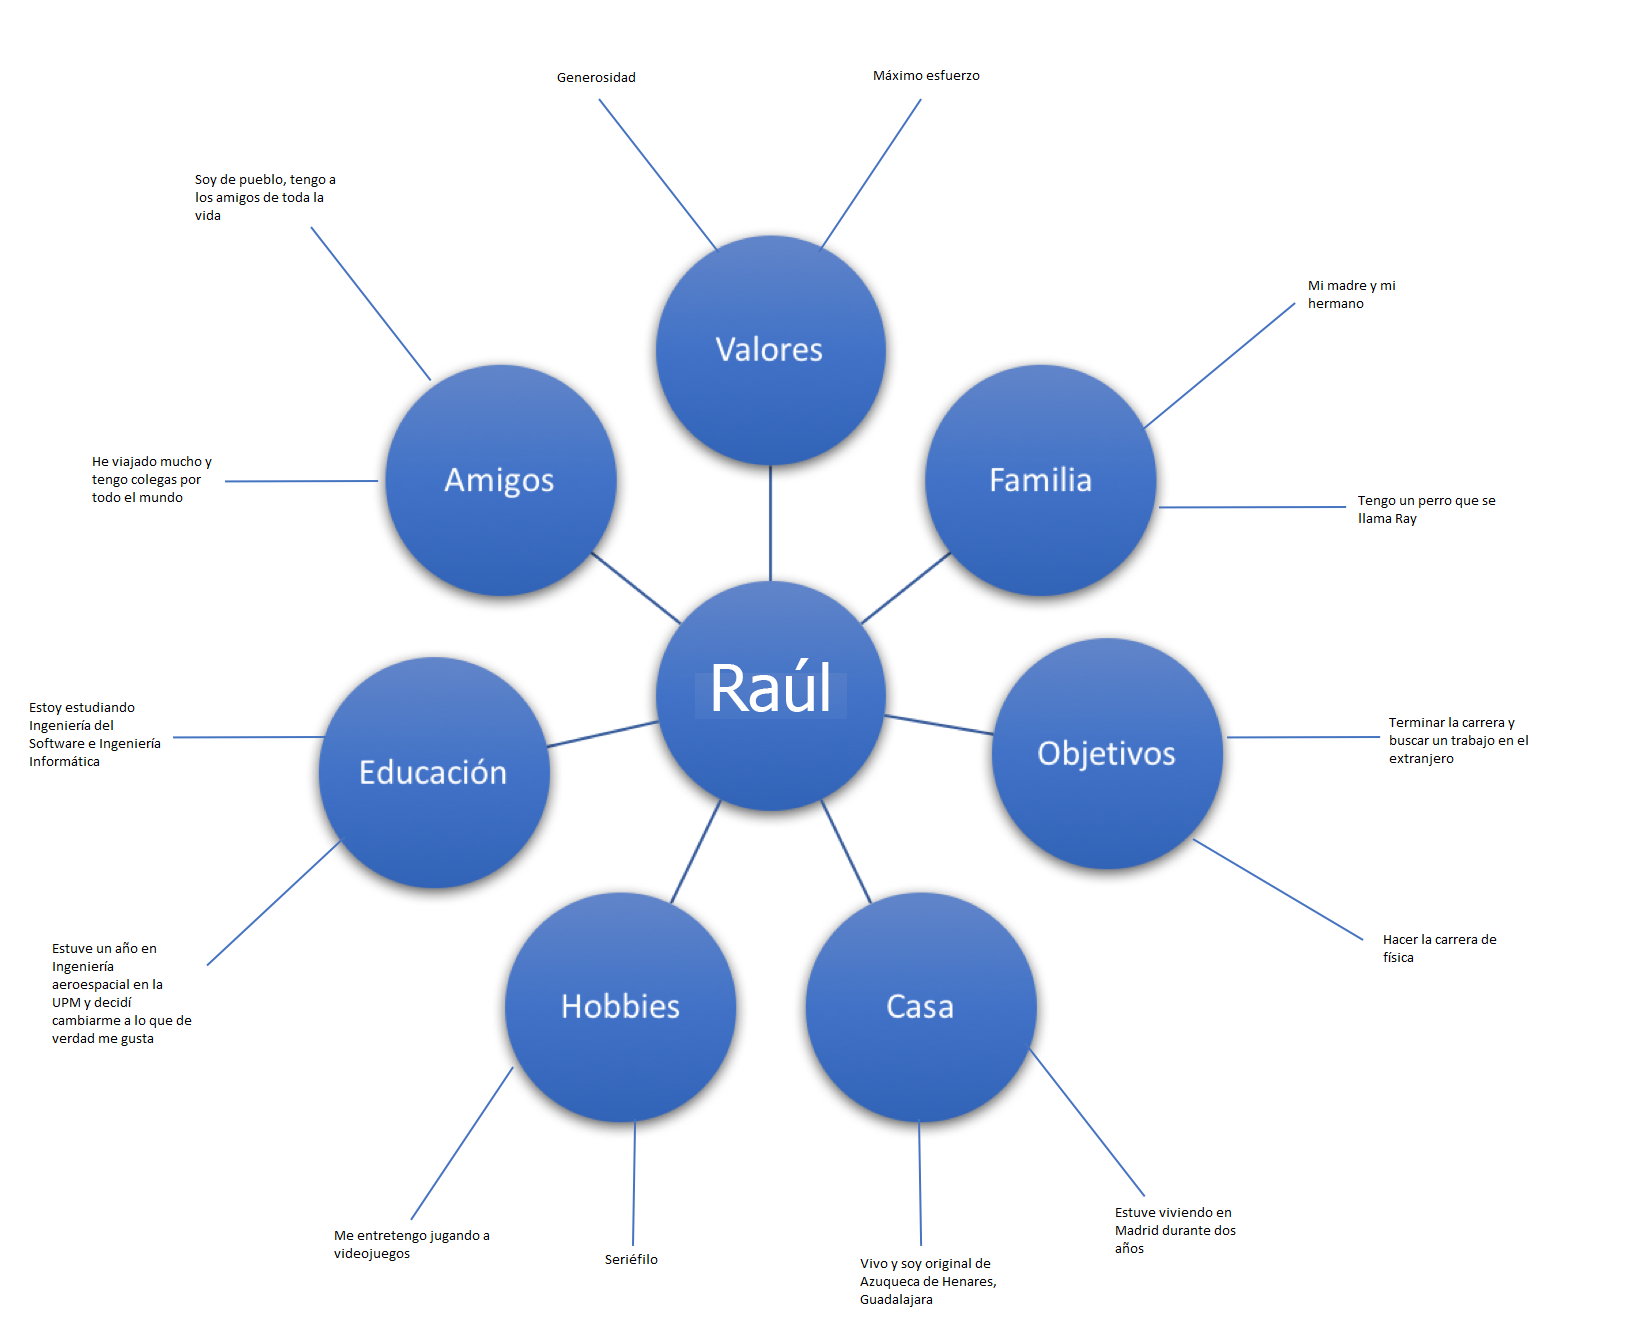 Generosidad
Máximo esfuerzo
Soy de pueblo, tengo a
los amigos de toda la
vida
Mi madre y mi
hermano
Valores
Amigos
Familia
He viajado mucho y
tengo colegas por
todo el mundo
Tengo un perro que se
llama Ray
Raúl
Estoy estudiando
Ingeniería del
Software e Ingeniería
Informática
Educación
Objetivos
Terminar la carrera y
buscar un trabajo en el
extranjero
Estuve un año en
Ingeniería
aeroespacial en la
UPM y decidí
cambiarme a lo que de
verdad me gusta
Hobbies
Casa
Hacer la carrera de
física
Me entretengo jugando a
videojuegos
Seriéfilo
Vivo y soy original de
Azuqueca de Henares,
Guadalajara
Estuve viviendo en
Madrid durante dos
años